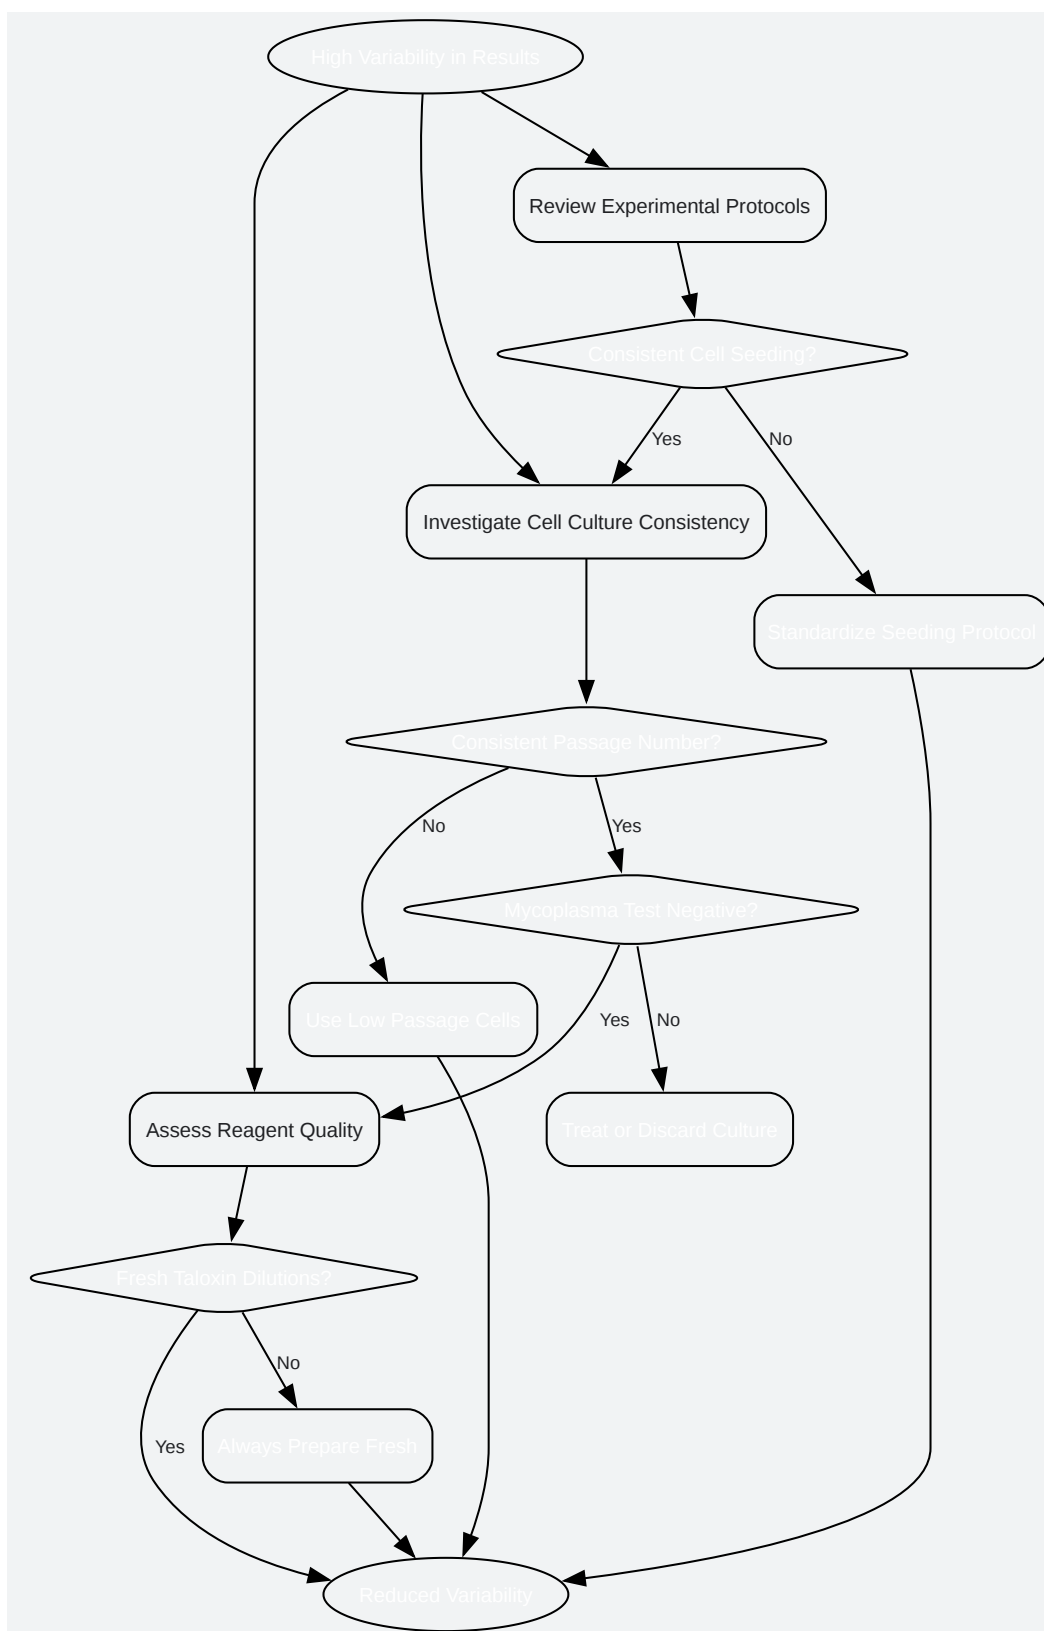 High Variability in Results
Review Experimental Protocols
Consistent Cell Seeding?
Yes
No
Investigate Cell Culture Consistency
Standardize Seeding Protocol
Consistent Passage Number?
No
Yes
Mycoplasma Test Negative?
Use Low Passage Cells
Yes
No
Assess Reagent Quality
Treat or Discard Culture
Fresh Taloxin Dilutions?
No
Yes
Always Prepare Fresh
Reduced Variability